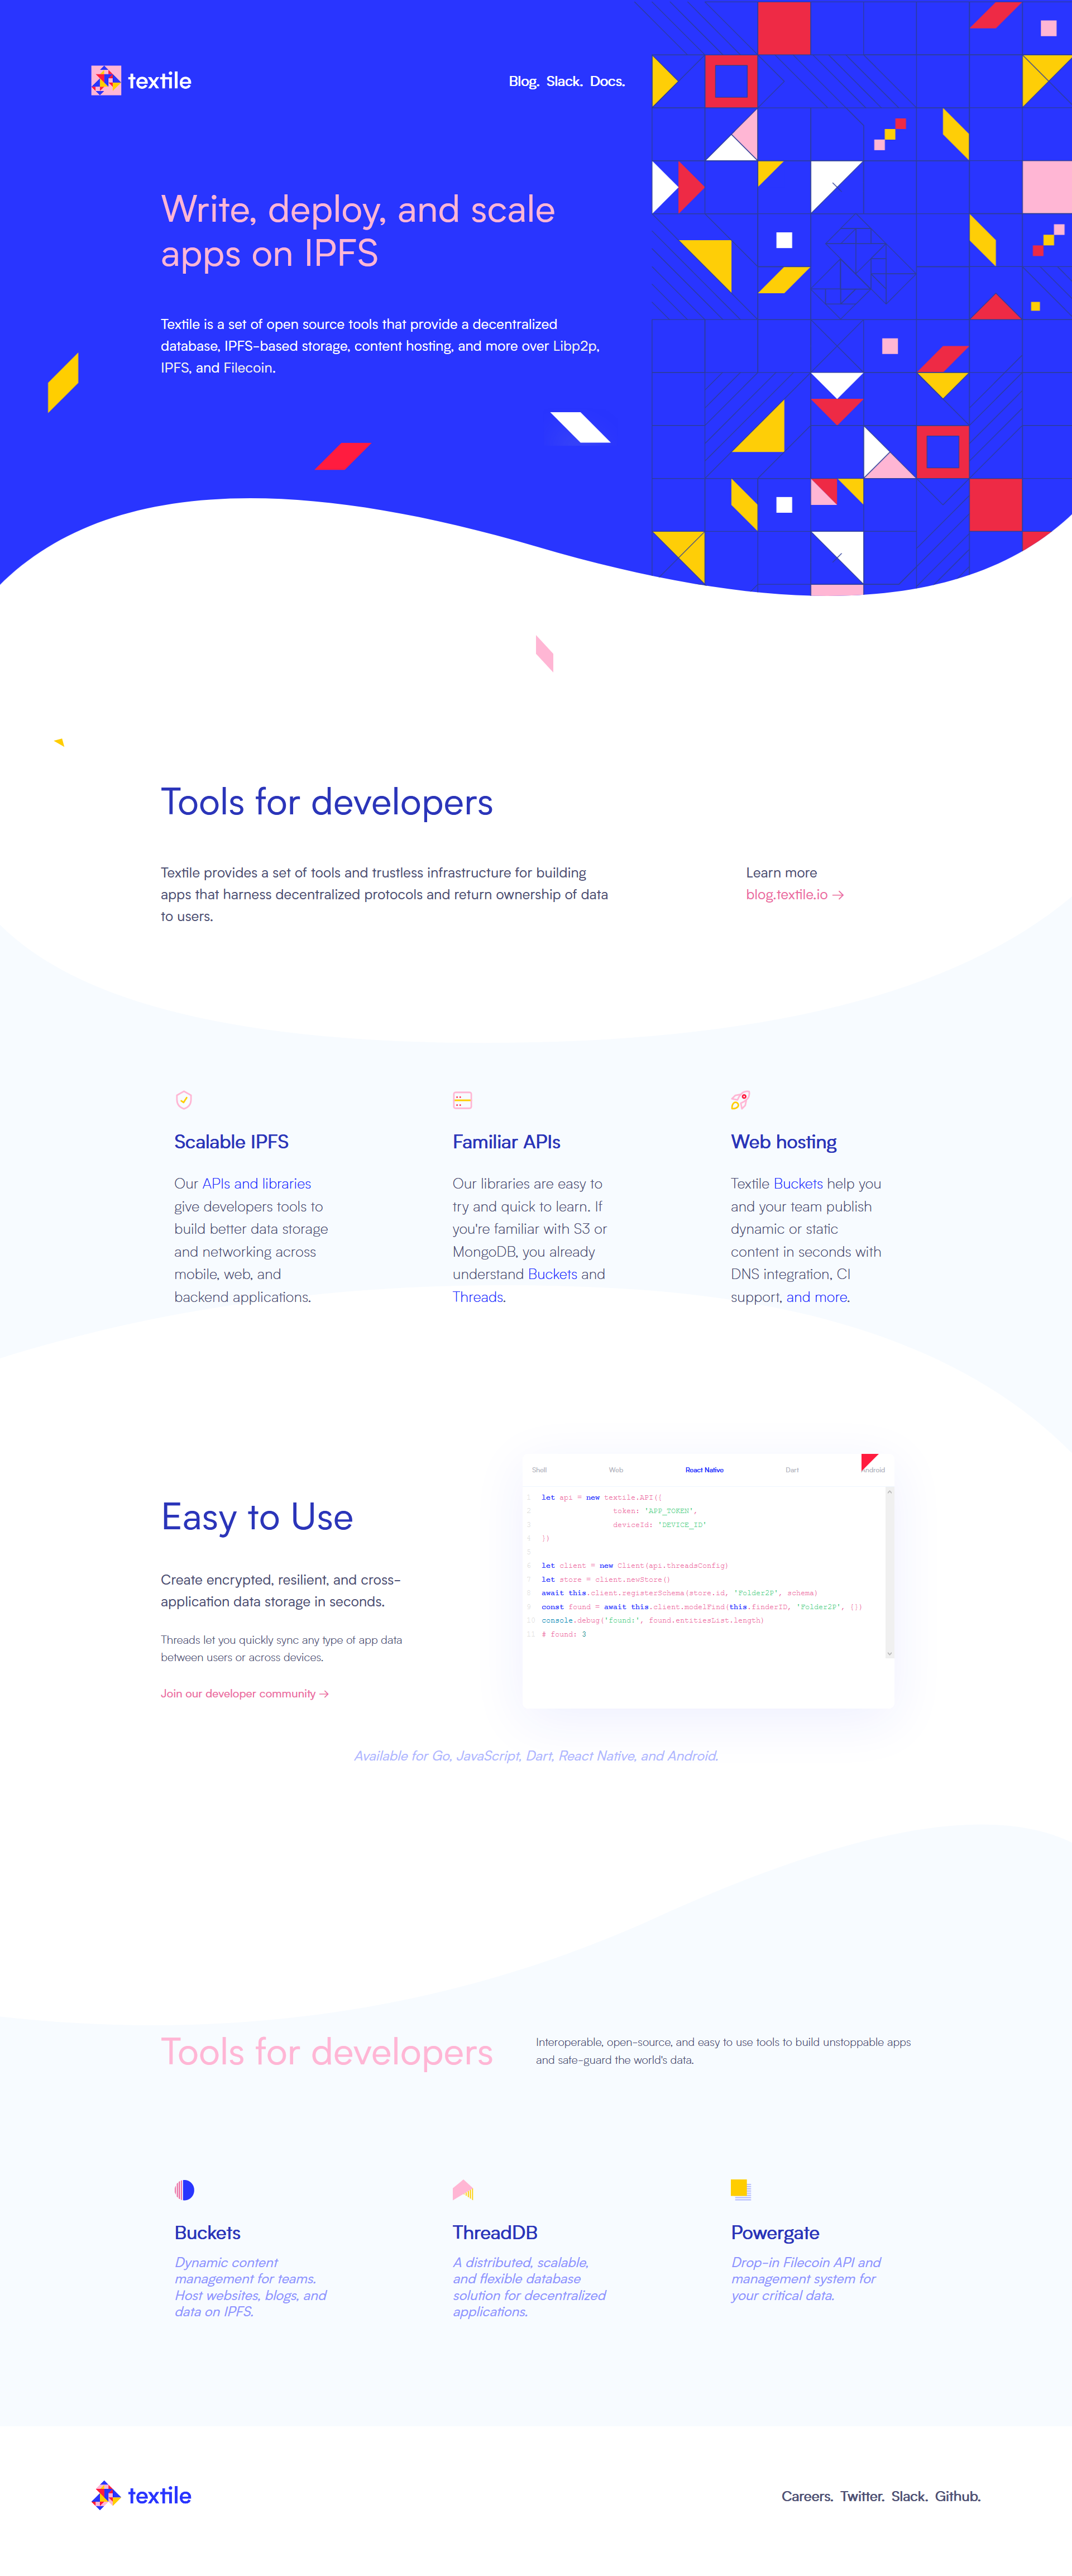 textile
Blog. Slack. Docs.
Write, deploy, and scale
apps on IPFS
Textile is a set of open source tools that provide a decentralized
database, IPFS-based storage, content hosting, and more over Libp2p,
IPFS, and Filecoin.
Tools for developers
Textile provides a set of tools and trustless infrastructure for building
apps that harness decentralized protocols and return ownership of data
to users.
Learn more
blog.textile.io →
Scalable IPFS
Our APIs and libraries
give developers tools to
build better data storage
and networking across
mobile, web, and
backend applications.
Familiar APIs
Our libraries are easy to
try and quick to learn. If
you're familiar with S3 or
MongoDB, you already
understand Buckets and
Threads.
Web hosting
Textile Buckets help you
and your team publish
dynamic or static
content in seconds with
DNS integration, CI
support, and more.
Easy to Use
Create encrypted, resilient, and cross-
application data storage in seconds.
Threads let you quickly sync any type of app data
between users or across devices.
Join our developer community →
Shell Web React Native Dart Android
1 let api = new textile.API({
2 token: 'APP_TOKEN',
3 deviceId: 'DEVICE_ID'
4 })
5
6 let client = new Client(api.threadsConfig)
7 let store = client.newStore()
8 await this.client.registerSchema(store.id, 'Folder2P', schema)
9 const found = await this.client.modelFind(this.finderID, 'Folder2P', {})
10 console.debug('found:', found.entitiesList.length)
11 # found: 3
Available for Go, JavaScript, Dart, React Native, and Android.
Tools for developers
Interoperable, open-source, and easy to use tools to build unstoppable apps
and safe-guard the world's data.
Buckets
Dynamic content
management for teams.
Host websites, blogs, and
data on IPFS.
ThreadDB
A distributed, scalable,
and flexible database
solution for decentralized
applications.
Powergate
Drop-in Filecoin API and
management system for
your critical data.
textile
Careers. Twitter. Slack. Github.